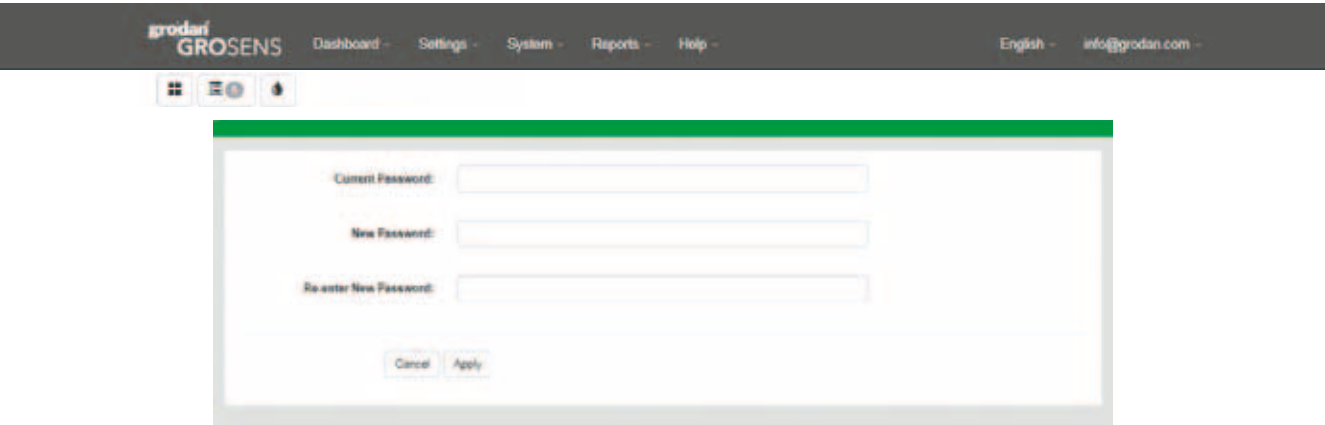 grodan
GROSENS Dashboard Settings System Reports Help English info@grodan.com
Current Password:
New Password:
Re-enter New Password:
Cancel Apply